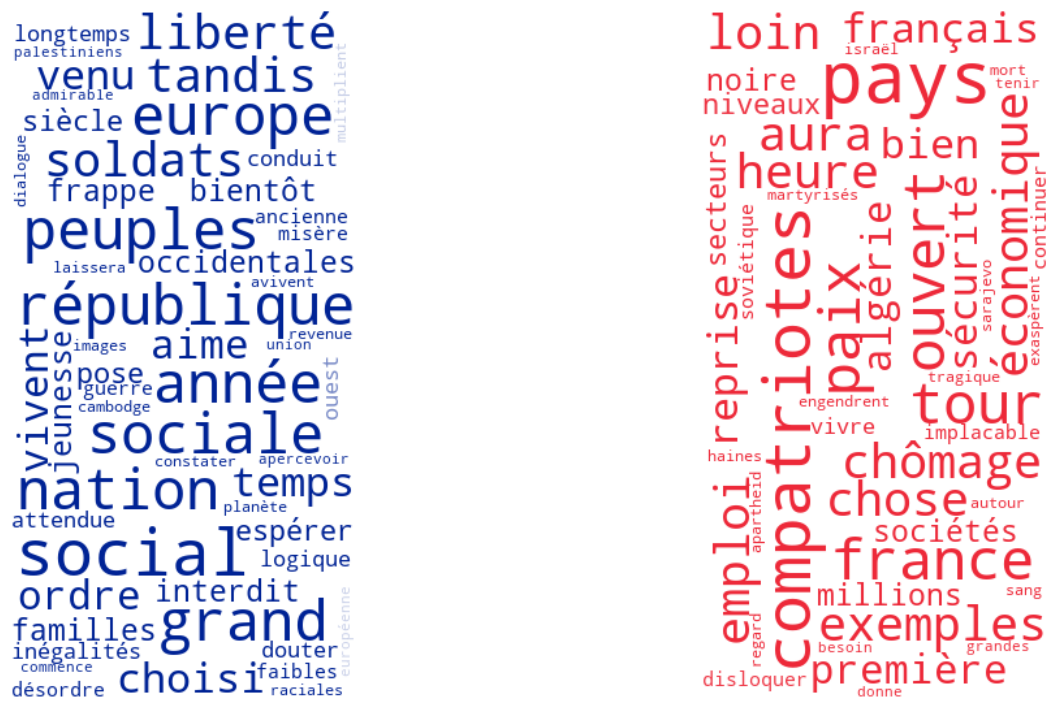 longtemps
liberté
palestiniens
venu
tandis
multiplient
admirable
siècle
europe
dialogue
soldats
conduit
frappe
bientôt
peuples
ancienne
misère
laissera
occidentales
avivent
république
vivent
jeunesse
images
aime
union
revenue
pose
guerre
année
ouest
cambodge
sociale
constater
apercevoir
nation
temps
planète
attendue
social
espérer
logique
ordre
interdit
familles
grand
européenne
inégalités
douter
commence
choisi
faibles
désordre
raciales
loin
français
israël
noire
pays
mort
tenir
niveaux
aura
bien
économique
secteurs
heure
martyrisés
ouvert
sécurité
continuer
soviétique
compatriotes
paix
algérie
sarajevo
exaspèrent
reprise
tragique
engendrent
tour
vivre
implacable
haines
chômage
emploi
apartheid
chose
autour
sociétés
france
millions
sang
regard
exemples
besoin
grandes
disloquer
première
donne